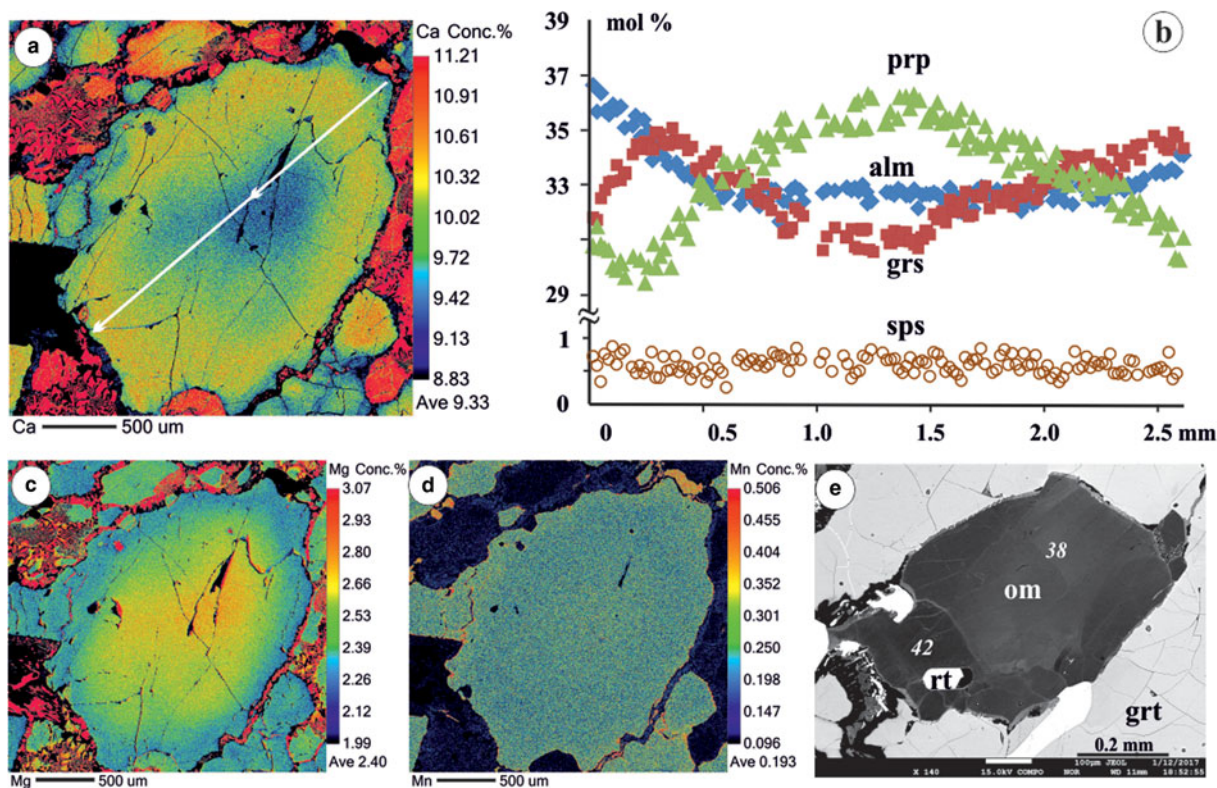 a
Ca Conc.%
11.21
10.91
10.61
10.32
10.02
9.72
9.42
9.13
8.83
Ave 9.33
Ca 500 um
b
mol %
39
37
35
33
31
29
1
0
prp
alm
grs
sps
0 0.5 1.0 1.5 2.0 2.5 mm
c
Mg Conc.%
3.07
2.93
2.80
2.66
2.53
2.39
2.26
2.12
1.99
Ave 2.40
Mg 500 um
d
Mn Conc.%
0.506
0.455
0.404
0.352
0.301
0.250
0.198
0.147
0.096
Ave 0.193
Mn 500 um
e
38
om
42
rt
grt
0.2 mm
100μm JEOL 1/12/2017
X 140 15.0kV COMPO NOR WD 11mm 18:52:55